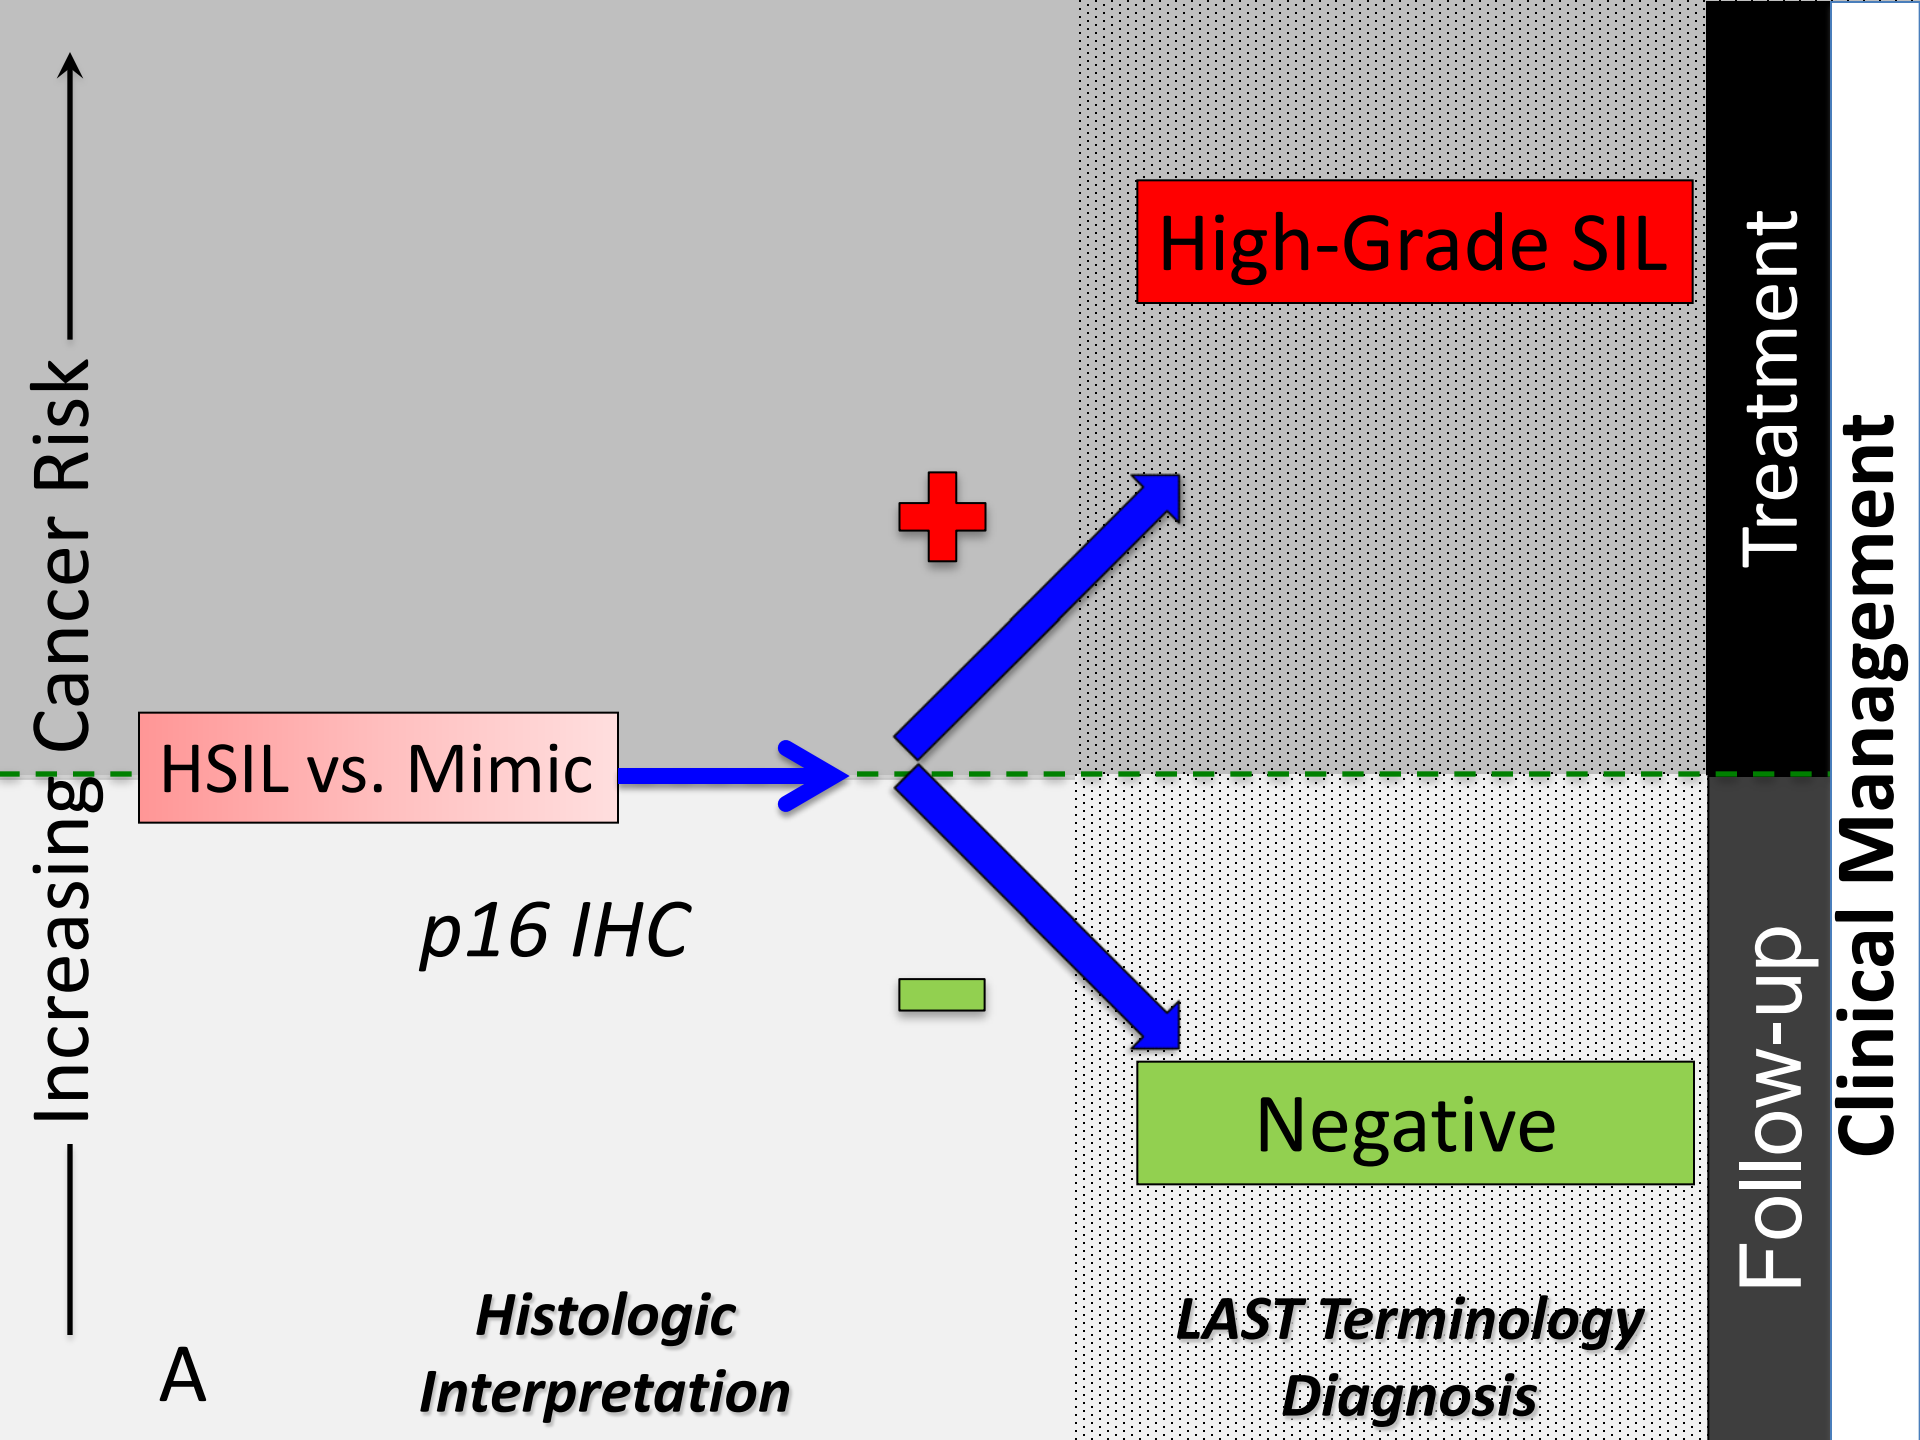 Increasing Cancer Risk
HSIL vs. Mimic
p16 IHC
High-Grade SIL
Negative
Treatment
Follow-up
Clinical Management
Histologic
Interpretation
LAST Terminology
Diagnosis
A